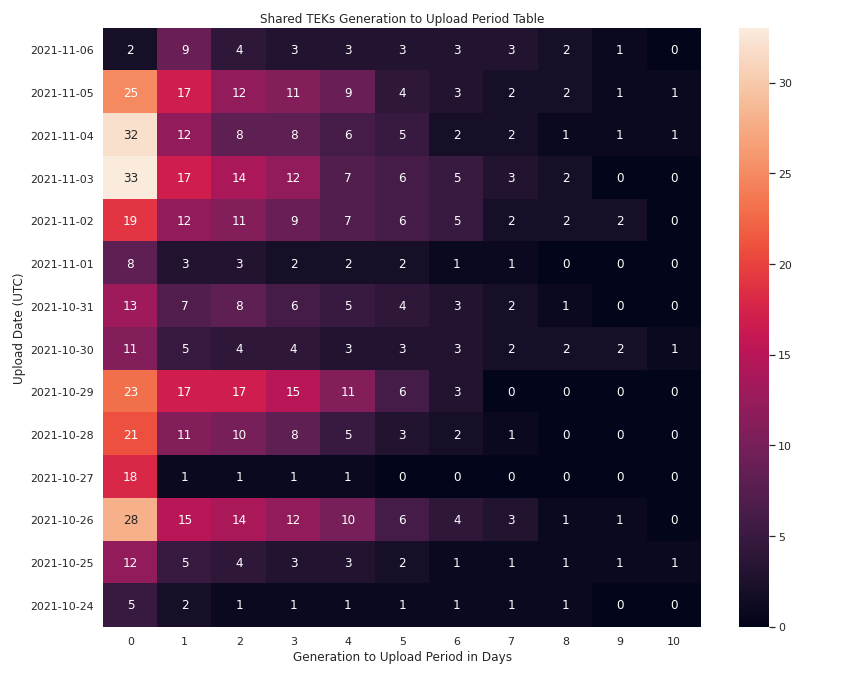 Shared TEKs Generation to Upload Period Table
Upload Date (UTC)
2021-11-06 2 9 4 3 3 3 3 3 2 1 0
2021-11-05 25 17 12 11 9 4 3 2 2 1 1
2021-11-04 32 12 8 8 6 5 2 2 1 1 1
2021-11-03 33 17 14 12 7 6 5 3 2 0 0
2021-11-02 19 12 11 9 7 6 5 2 2 2 0
2021-11-01 8 3 3 2 2 2 1 1 0 0 0
2021-10-31 13 7 8 6 5 4 3 2 1 0 0
2021-10-30 11 5 4 4 3 3 3 2 2 2 1
2021-10-29 23 17 17 15 11 6 3 0 0 0 0
2021-10-28 21 11 10 8 5 3 2 1 0 0 0
2021-10-27 18 1 1 1 1 0 0 0 0 0 0
2021-10-26 28 15 14 12 10 6 4 3 1 1 0
2021-10-25 12 5 4 3 3 2 1 1 1 1 1
2021-10-24 5 2 1 1 1 1 1 1 1 0 0
0 1 2 3 4 5 6 7 8 9 10
Generation to Upload Period in Days
30
25
20
15
10
5
0